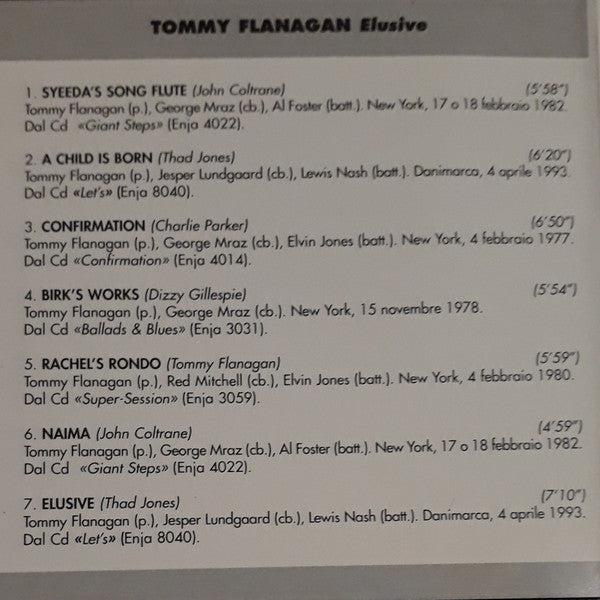 TOMMY FLANAGAN Elusive
1. SYEEDA'S SONG FLUTE (John Coltrane) (5'58")
Tommy Flanagan (p.), George Mraz (cb.), Al Foster (batt.). New York, 17 o 18 febbraio 1982.
Dal Cd «Giant Steps» (Enja 4022).
2. A CHILD IS BORN (Thad Jones) (6'20")
Tommy Flanagan (p.), Jesper Lundgaard (cb.), Lewis Nash (batt.). Danimarca, 4 aprile 1993.
Dal Cd «Let's» (Enja 8040).
3. CONFIRMATION (Charlie Parker) (6'50")
Tommy Flanagan (p.), George Mraz (cb.), Elvin Jones (batt.). New York, 4 febbraio 1977.
Dal Cd «Confirmation» (Enja 4014).
4. BIRK'S WORKS (Dizzy Gillespie) (5'54")
Tommy Flanagan (p.), George Mraz (cb.). New York, 15 novembre 1978.
Dal Cd «Ballads & Blues» (Enja 3031).
5. RACHEL'S RONDO (Tommy Flanagan) (5'59")
Tommy Flanagan (p.), Red Mitchell (cb.), Elvin Jones (batt.). New York, 4 febbraio 1980.
Dal Cd «Super-Session» (Enja 3059).
6. NAIMA (John Coltrane) (4'59")
Tommy Flanagan (p.), George Mraz (cb.), Al Foster (batt.). New York, 17 o 18 febbraio 1982.
Dal Cd «Giant Steps» (Enja 4022).
7. ELUSIVE (Thad Jones) (7'10")
Tommy Flanagan (p.), Jesper Lundgaard (cb.), Lewis Nash (batt.). Danimarca, 4 aprile 1993.
Dal Cd «Let's» (Enja 8040).